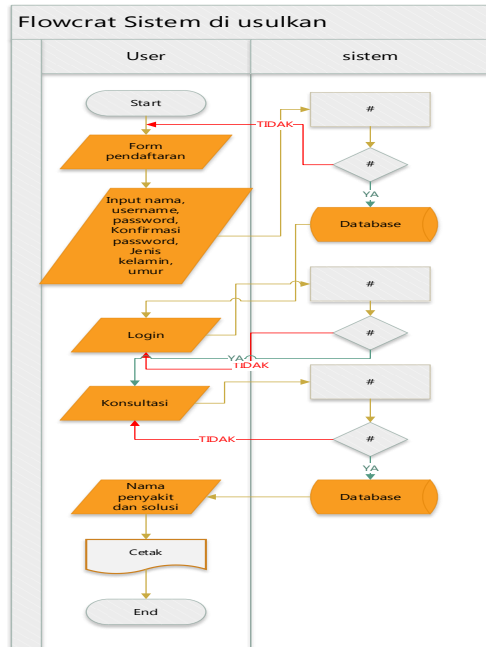 Flowcrat Sistem di usulkan
User
sistem
Start
#
TIDAK
Form
pendaftaran
#
YA
Input nama,
username,
password,
Konfirmasi
password,
Jenis
kelamin,
umur
Database
#
Login
#
YA
TIDAK
#
Konsultasi
#
TIDAK
YA
Nama
penyakit
dan solusi
Database
Cetak
End